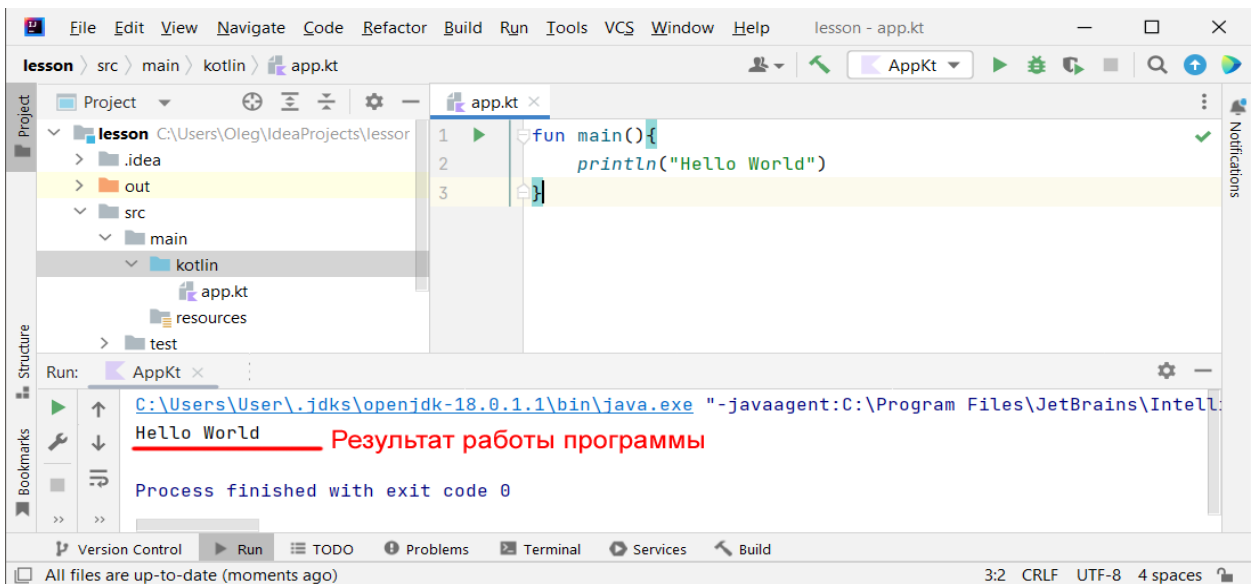 File Edit View Navigate Code Refactor Build Run Tools VCS Window Help lesson - app.kt
lesson > src > main > kotlin > app.kt AppKt
Project
Project
app.kt
Notifications
lesson C:\Users\Oleg\IdeaProjects\lessor
.idea
out
src
main
kotlin
app.kt
resources
test
1 fun main(){
2 println("Hello World")
3 }
Structure
Bookmarks
Run: AppKt
C:\Users\User\.jdks\openjdk-18.0.1.1\bin\java.exe "-javaagent:C:\Program Files\JetBrains\Intelli
Hello World Результат работы программы
Process finished with exit code 0
>> >>
Version Control Run TODO Problems Terminal Services Build
All files are up-to-date (moments ago) 3:2 CRLF UTF-8 4 spaces